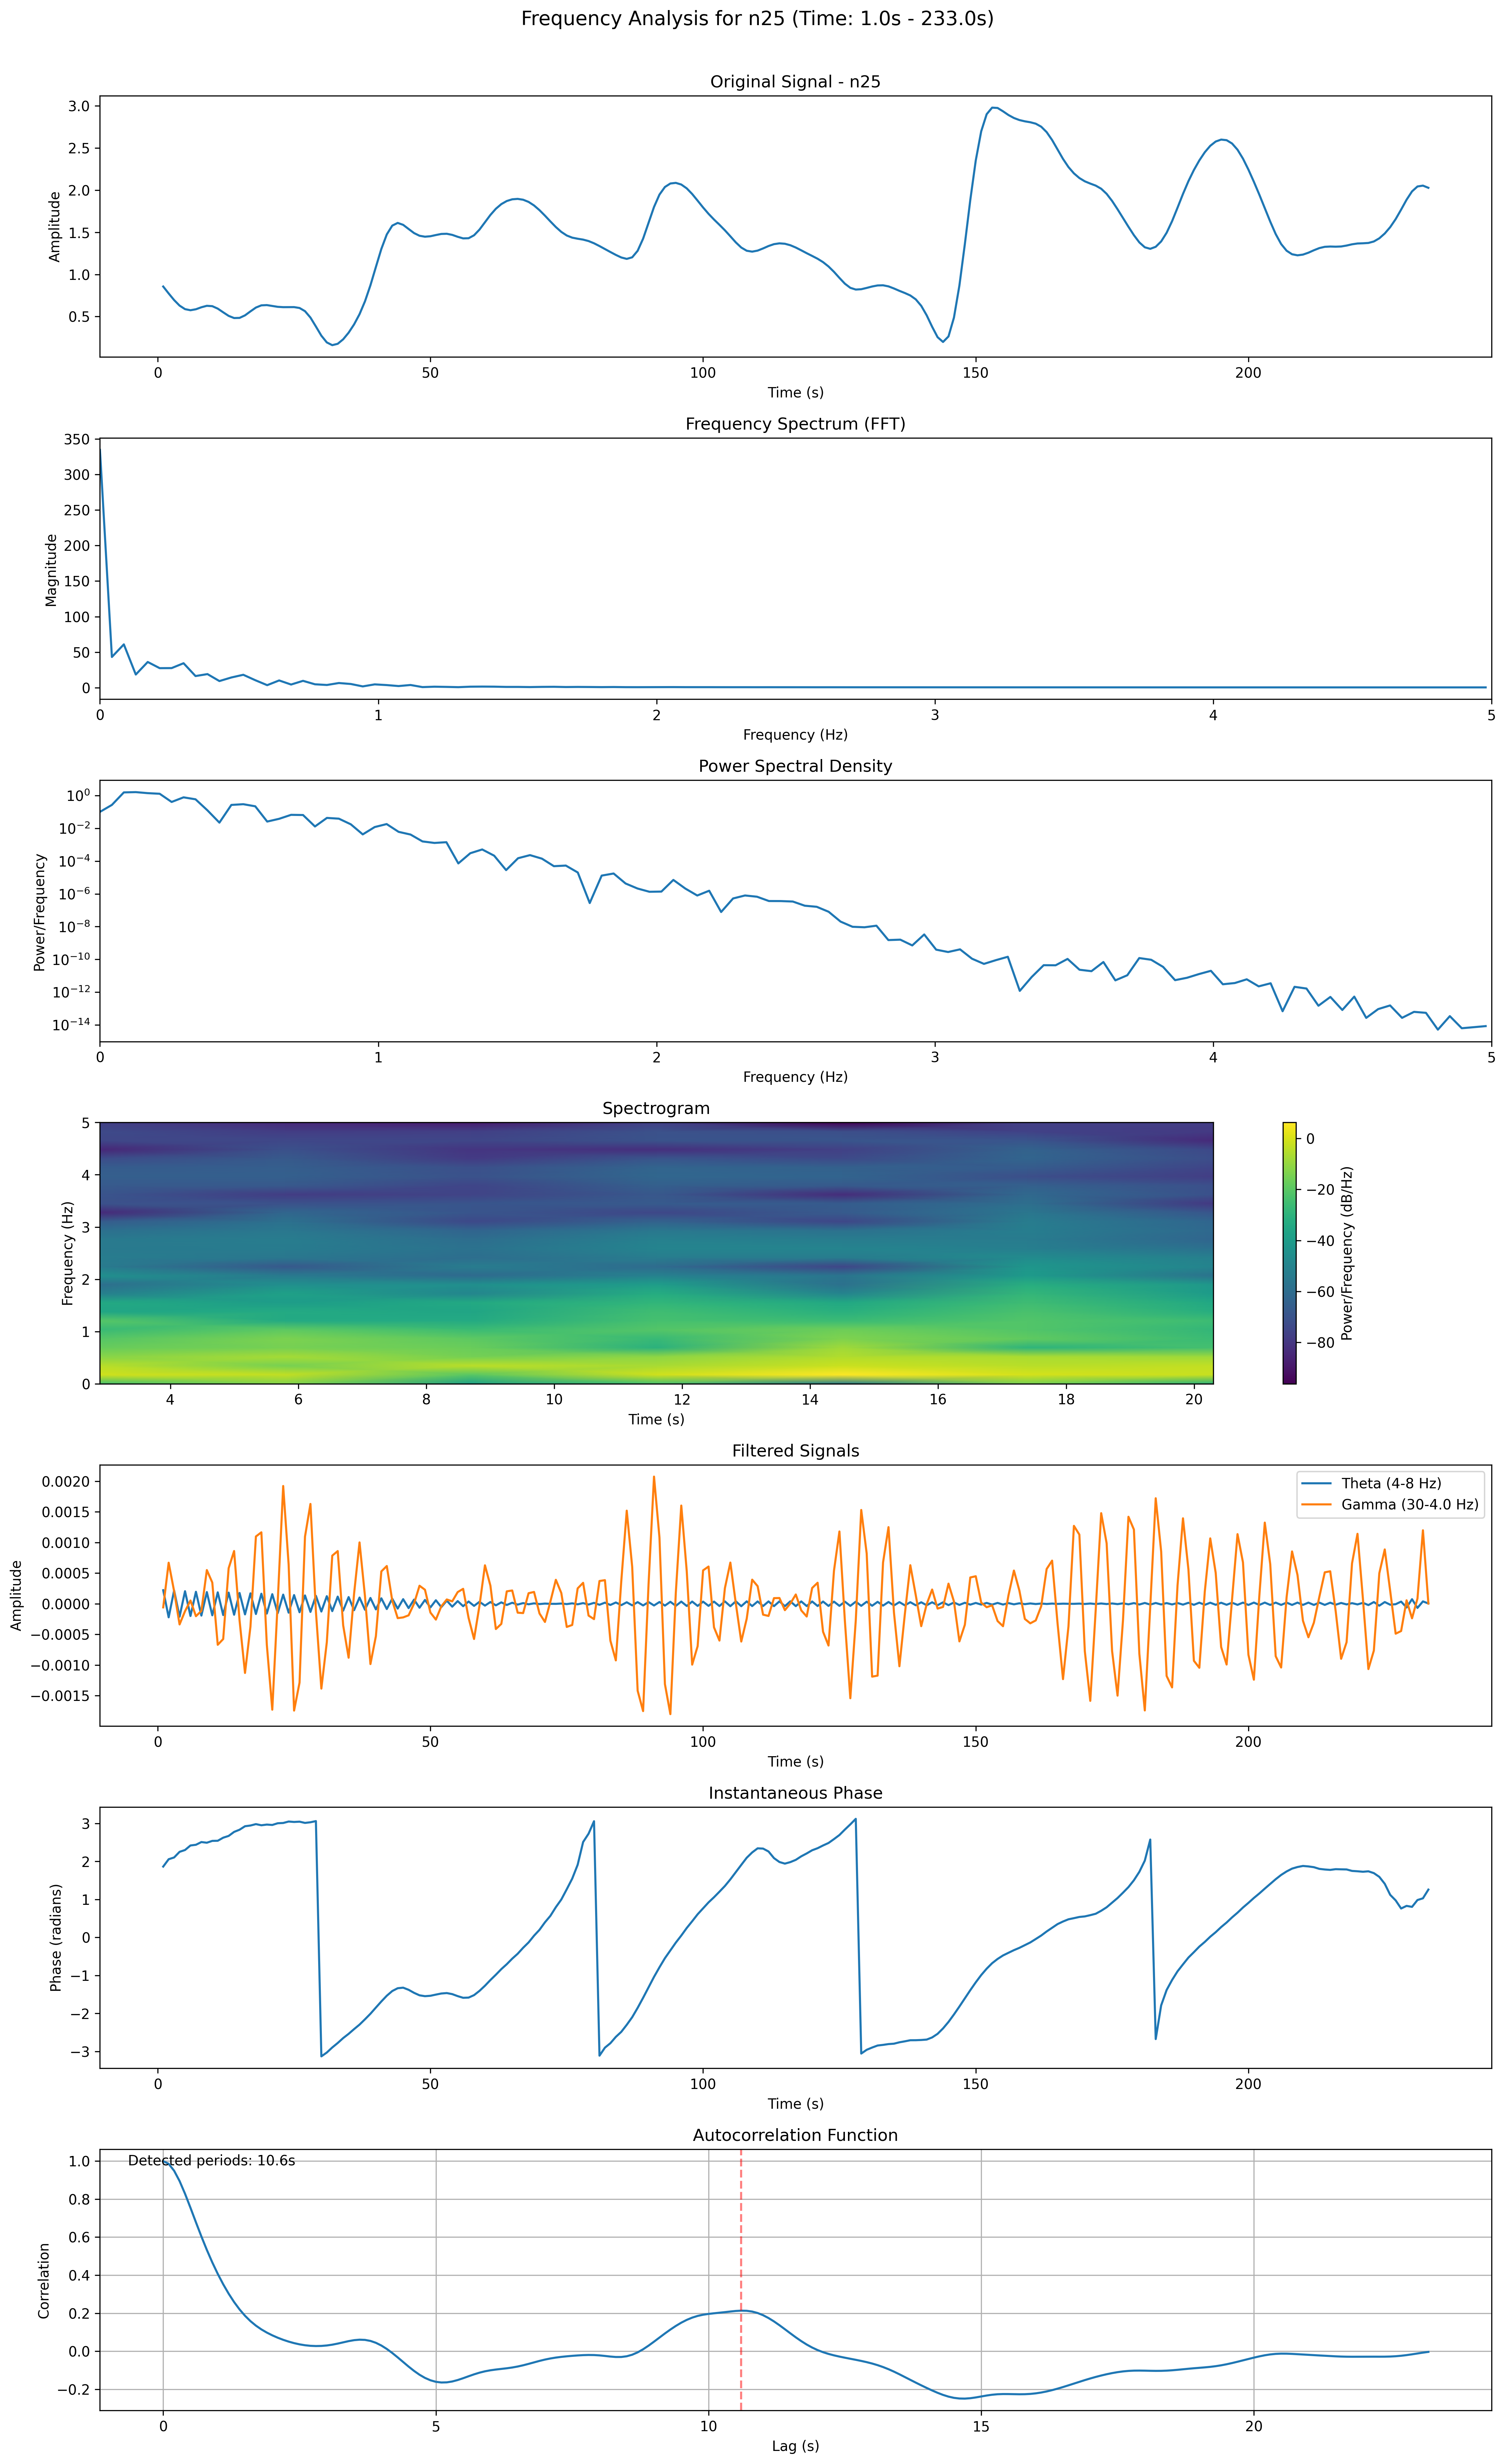 Frequency Analysis for n25 (Time: 1.0s - 233.0s)
Original Signal - n25
Amplitude
3.0
2.5
2.0
1.5
1.0
0.5
0 50 100 150 200
Time (s)
Frequency Spectrum (FFT)
Magnitude
350
300
250
200
150
100
50
0
0 1 2 3 4 5
Frequency (Hz)
Power Spectral Density
Power/Frequency
10⁰
10⁻²
10⁻⁴
10⁻⁶
10⁻⁸
10⁻¹⁰
10⁻¹²
10⁻¹⁴
0 1 2 3 4 5
Frequency (Hz)
Spectrogram
Frequency (Hz)
5
4
3
2
1
0
4 6 8 10 12 14 16 18 20
Time (s)
0
−20
−40
−60
−80
Power/Frequency (dB/Hz)
Filtered Signals
Amplitude
0.0020
0.0015
0.0010
0.0005
0.0000
−0.0005
−0.0010
−0.0015
Theta (4-8 Hz)
Gamma (30-4.0 Hz)
0 50 100 150 200
Time (s)
Instantaneous Phase
Phase (radians)
3
2
1
0
−1
−2
−3
0 50 100 150 200
Time (s)
Autocorrelation Function
Detected periods: 10.6s
Correlation
1.0
0.8
0.6
0.4
0.2
0.0
−0.2
0 5 10 15 20
Lag (s)